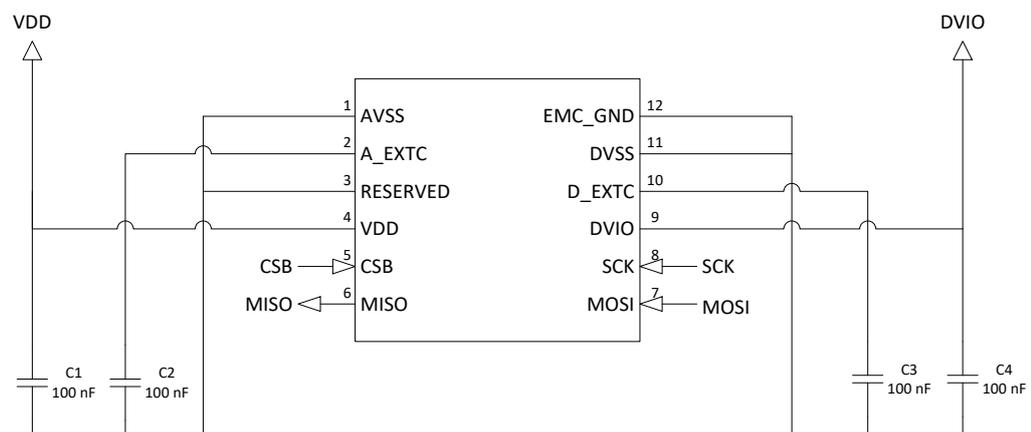 VDD
DVIO
1 AVSS
2 A_EXTC
3 RESERVED
4 VDD
CSB 5 CSB
MISO 6 MISO
EMC_GND 12
DVSS 11
D_EXTC 10
DVIO 9
SCK 8 SCK
MOSI 7 MOSI
C1
100 nF
C2
100 nF
C3
100 nF
C4
100 nF